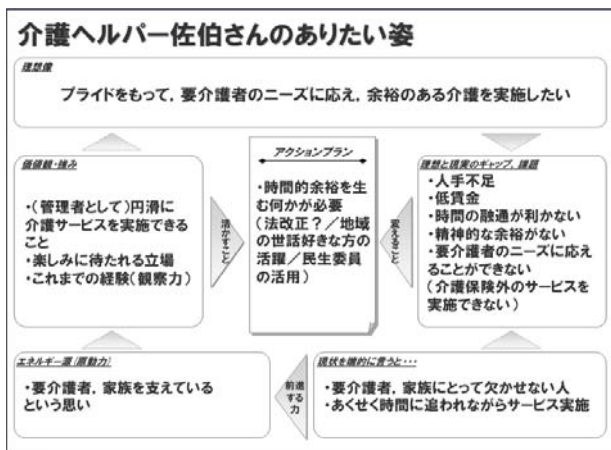 介護ヘルパー佐伯さんのありたい姿
理想像
プライドをもって，要介護者のニーズに応え，余裕のある介護を実施したい
価値観・強み
・（管理者として）円滑に
介護サービスを実施できる
こと
・楽しみに待たれる立場
・これまでの経験（観察力）
活かすこと
アクションプラン
・時間的余裕を生
む何かが必要
（法改正？／地域
の世話好きな方の
活躍／民生委員
の活用）
変えること
理想と現実のギャップ，課題
・人手不足
・低賃金
・時間の融通が利かない
・精神的な余裕がない
・要介護者のニーズに応え
ることができない
（介護保険外のサービスを
実施できない）
エネルギー源（原動力）
・要介護者，家族を支えている
という思い
前進
する
力
現状を端的に言うと・・・
・要介護者，家族にとって欠かせない人
・あくせく時間に追われながらサービス実施